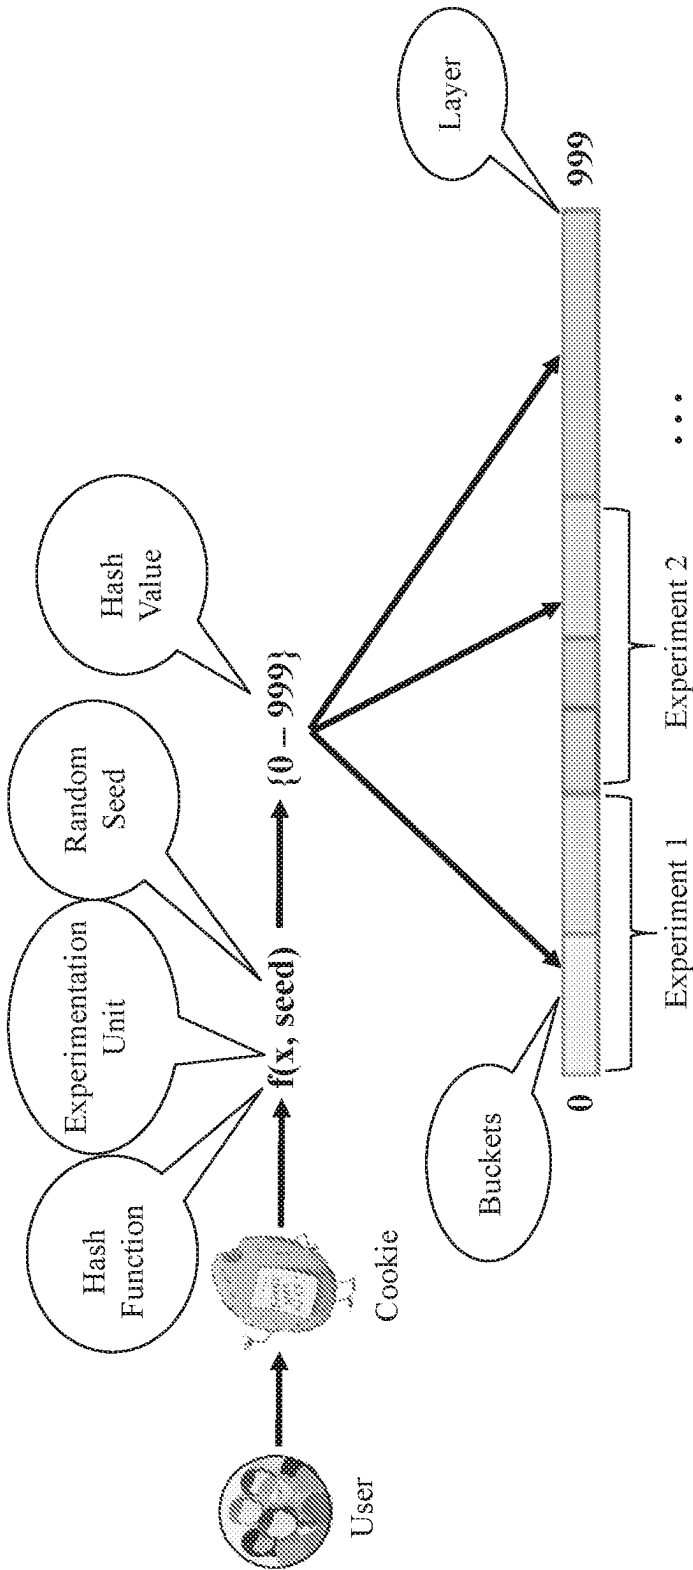 Hash
Function
Experimentation
Unit
Random
Seed
Hash
Value
Layer
f(x, seed)
{0 – 999}
User
Cookie
Buckets
0
999
Experiment 1
Experiment 2
...